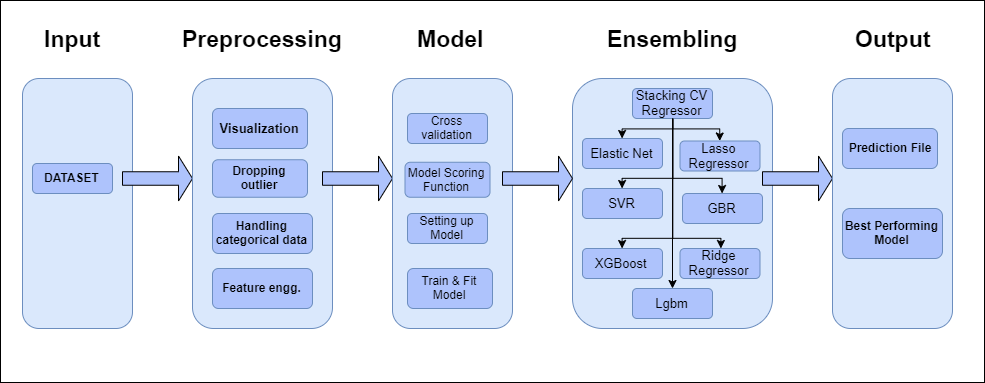 Input
Preprocessing
Model
Ensembling
Output
DATASET
Visualization
Dropping
outlier
Handling
categorical data
Feature engg.
Cross
validation
Model Scoring
Function
Setting up
Model
Train & Fit
Model
Stacking CV
Regressor
Elastic Net
Lasso
Regressor
SVR
GBR
XGBoost
Ridge
Regressor
Lgbm
Prediction File
Best Performing
Model